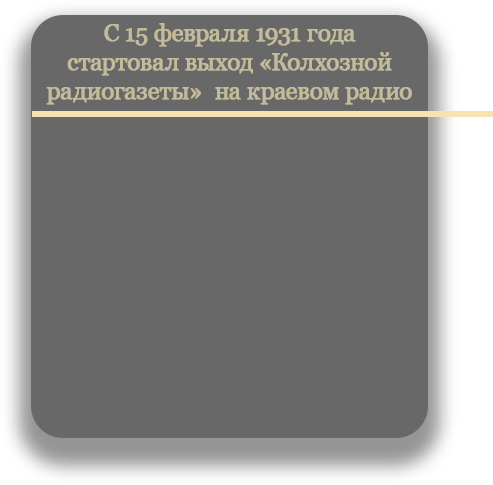 С 15 февраля 1931 года
стартовал выход «Колхозной
радиогазеты»  на краевом радио